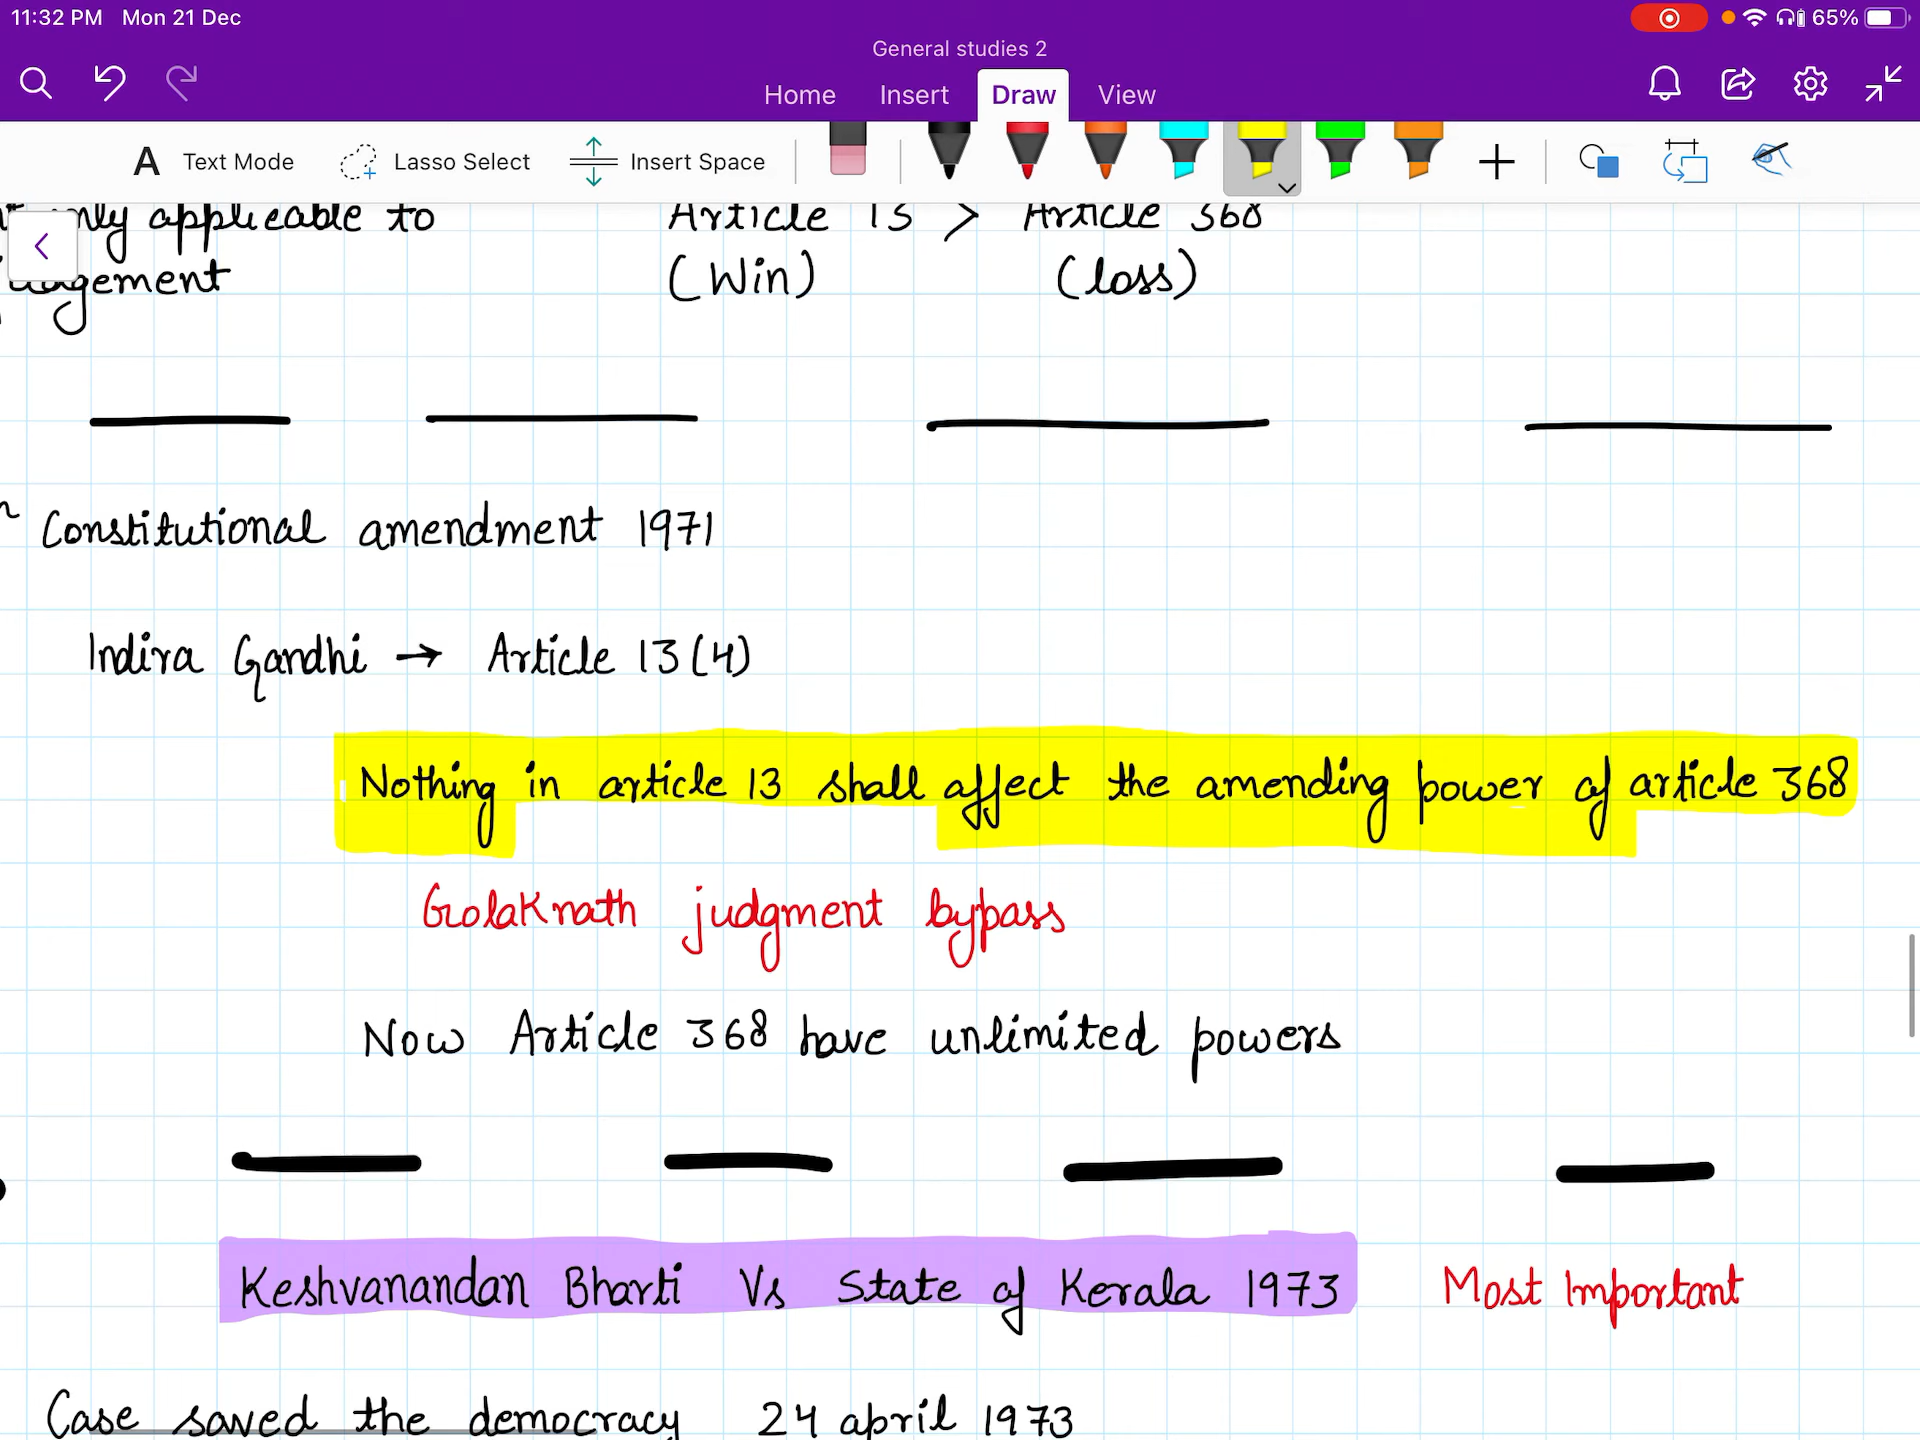 11:32 PM Mon 21 Dec
65%
General studies 2
Home Insert Draw View
A Text Mode Lasso Select Insert Space
only applicable to Article 13 > Article 368
(Win) (loss)
Constitutional amendment 1971
Indira Gandhi → Article 13(4)
Nothing in article 13 shall affect the amending power of article 368
Golaknath judgment bypass
Now Article 368 have unlimited powers
Keshvanandan Bharti Vs State of Kerala 1973 Most Important
Case saved the democracy 24 april 1973